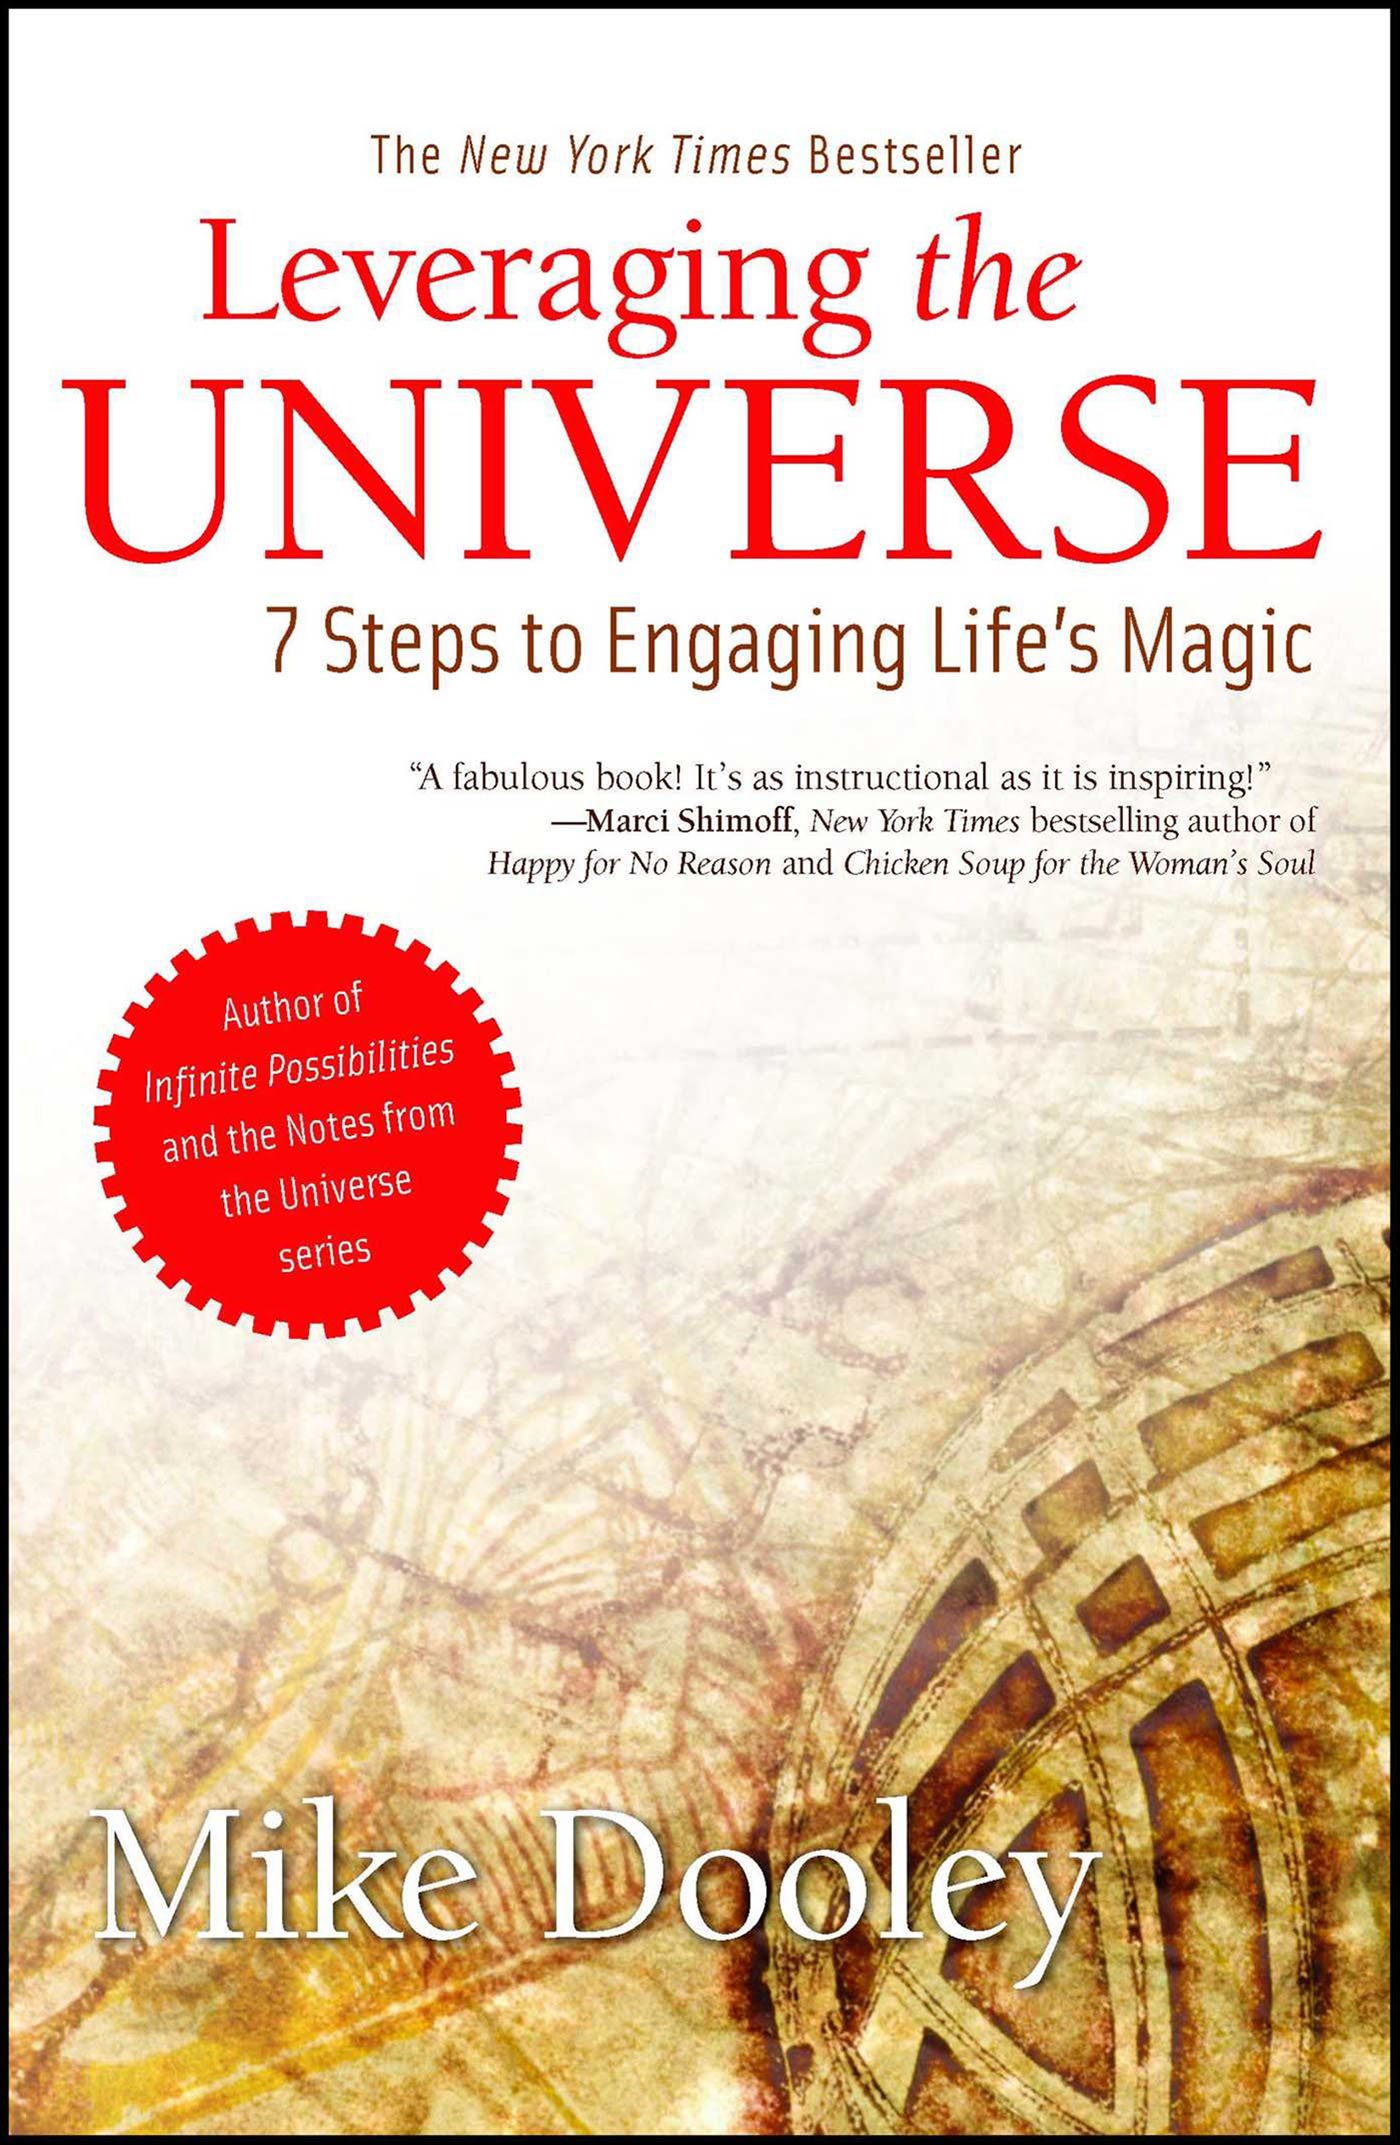 The New York Times Bestseller
Leveraging the
UNIVERSE
7 Steps to Engaging Life's Magic
“A fabulous book! It's as instructional as it is inspiring!”
—Marci Shimoff, New York Times bestselling author of
Happy for No Reason and Chicken Soup for the Woman's Soul
Author of
Infinite Possibilities
and the Notes from
the Universe
series
Mike Dooley